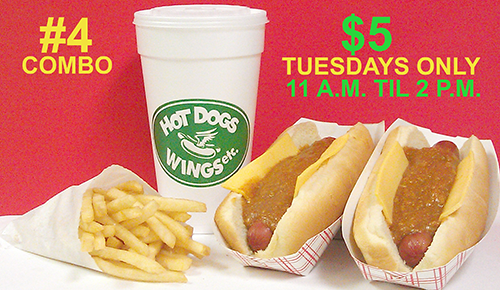 #4
COMBO
$5
TUESDAYS ONLY
11 A.M. TIL 2 P.M.
HOT DOGS
WINGS etc.